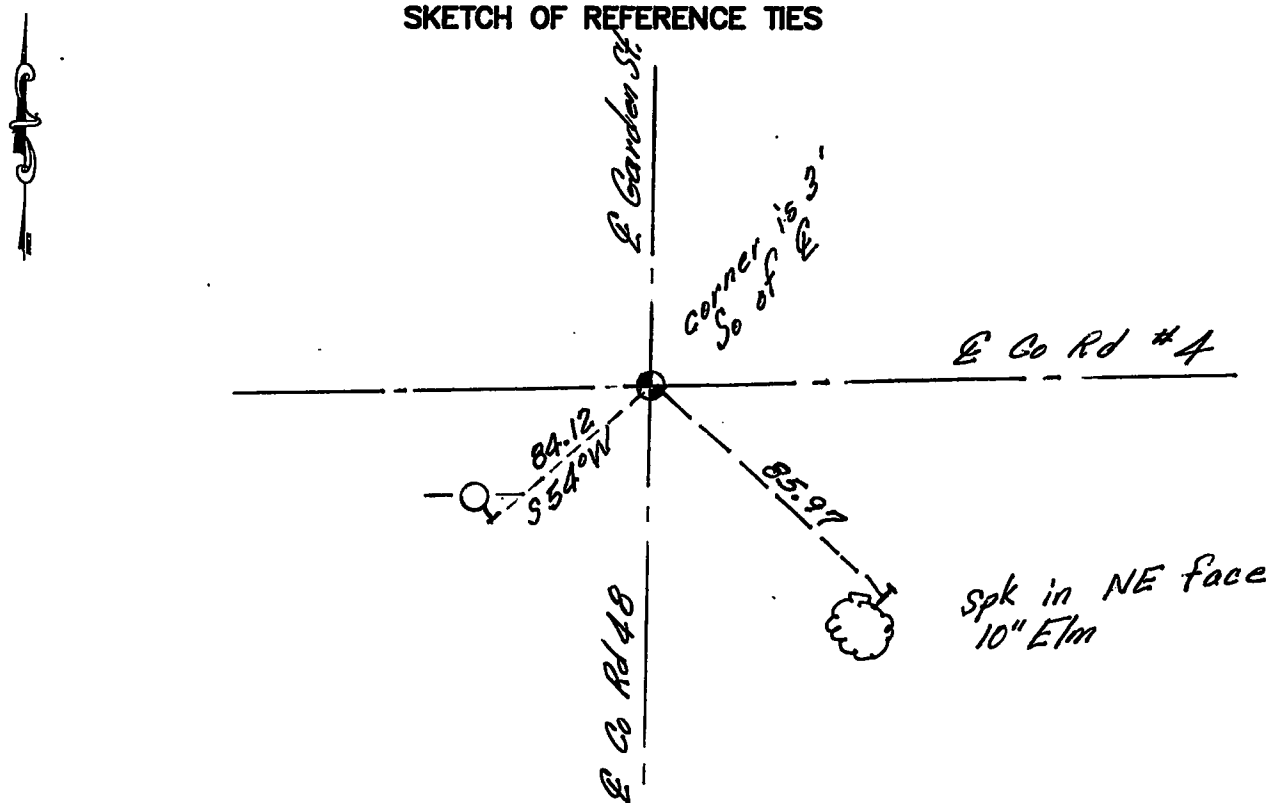 SKETCH OF REFERENCE TIES
℄ Garden St.
Corner is 3'
So of ℄
℄ Co Rd #4
84.12
S54°W
85.97
Spk in NE face
10" Elm
℄ Co Rd 48